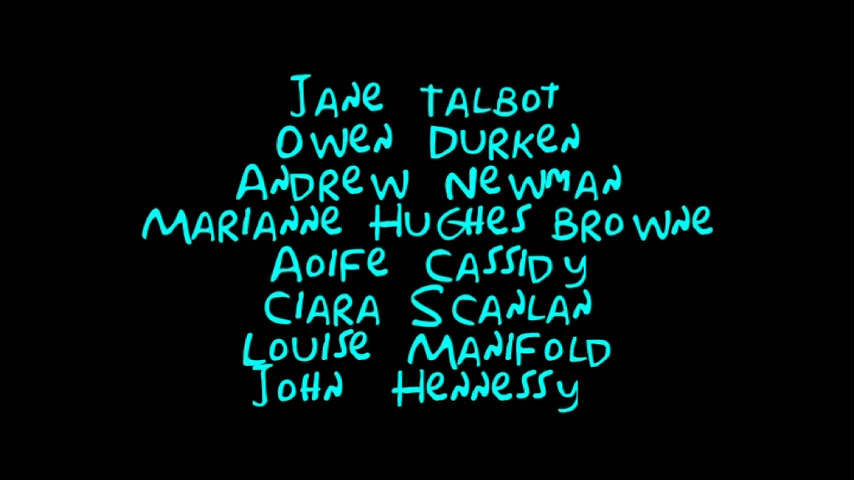 Jane Talbot
Owen Durken
Andrew Newman
Marianne Hughes Browne
Aoife Cassidy
Ciara Scanlan
Louise Manifold
John Hennessy